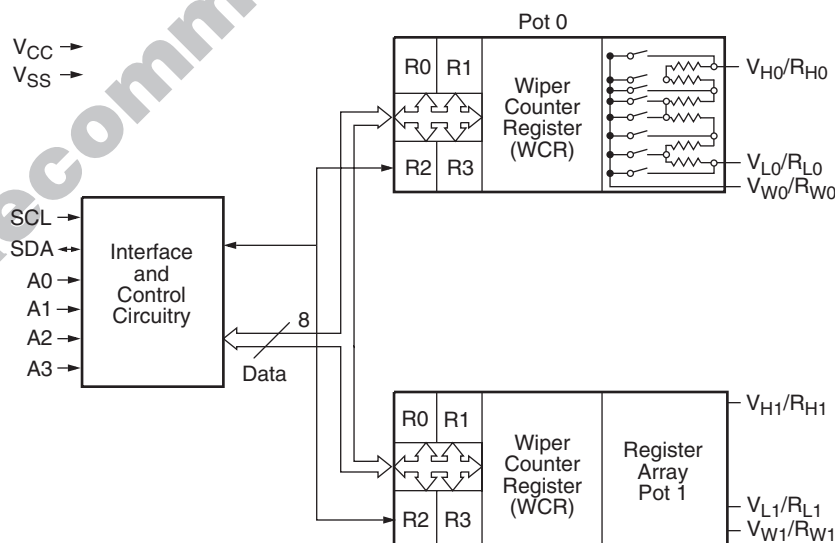 Pot 0
VCC
VSS
R0 R1
R2 R3
Wiper
Counter
Register
(WCR)
VH0/RH0
VL0/RL0
VW0/RW0
SCL
SDA
A0
A1
A2
A3
Interface
and
Control
Circuitry
8
Data
R0 R1
R2 R3
Wiper
Counter
Register
(WCR)
Register
Array
Pot 1
VH1/RH1
VL1/RL1
VW1/RW1
ecomm